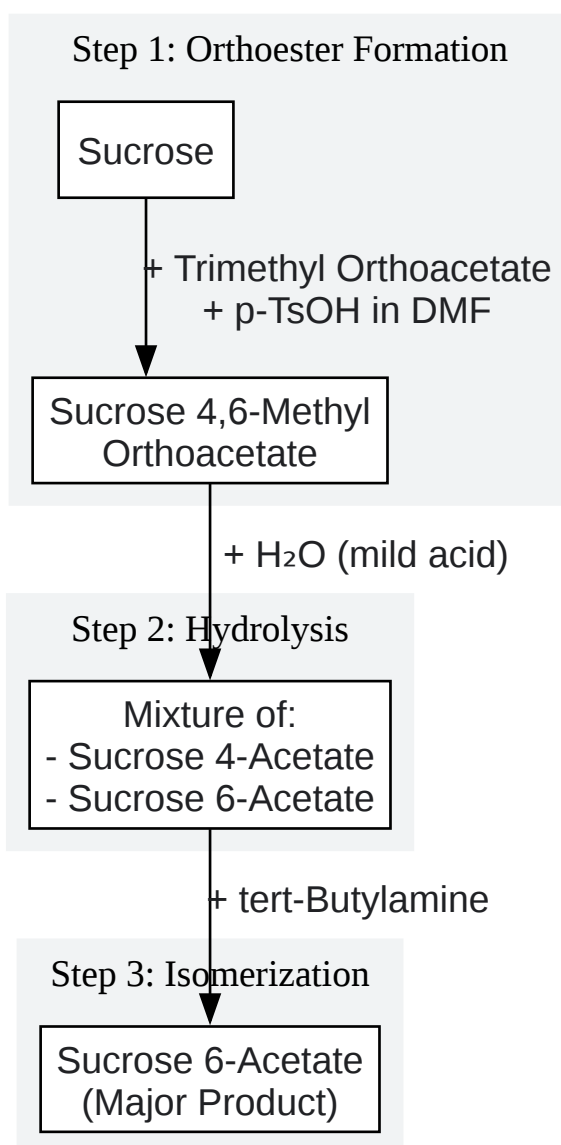 Step 1: Orthoester Formation
Sucrose
+ Trimethyl Orthoacetate
+ p-TsOH in DMF
Sucrose 4,6-Methyl
Orthoacetate
+ H₂O (mild acid)
Step 2: Hydrolysis
Mixture of:
- Sucrose 4-Acetate
- Sucrose 6-Acetate
+ tert-Butylamine
Step 3: Isomerization
Sucrose 6-Acetate
(Major Product)